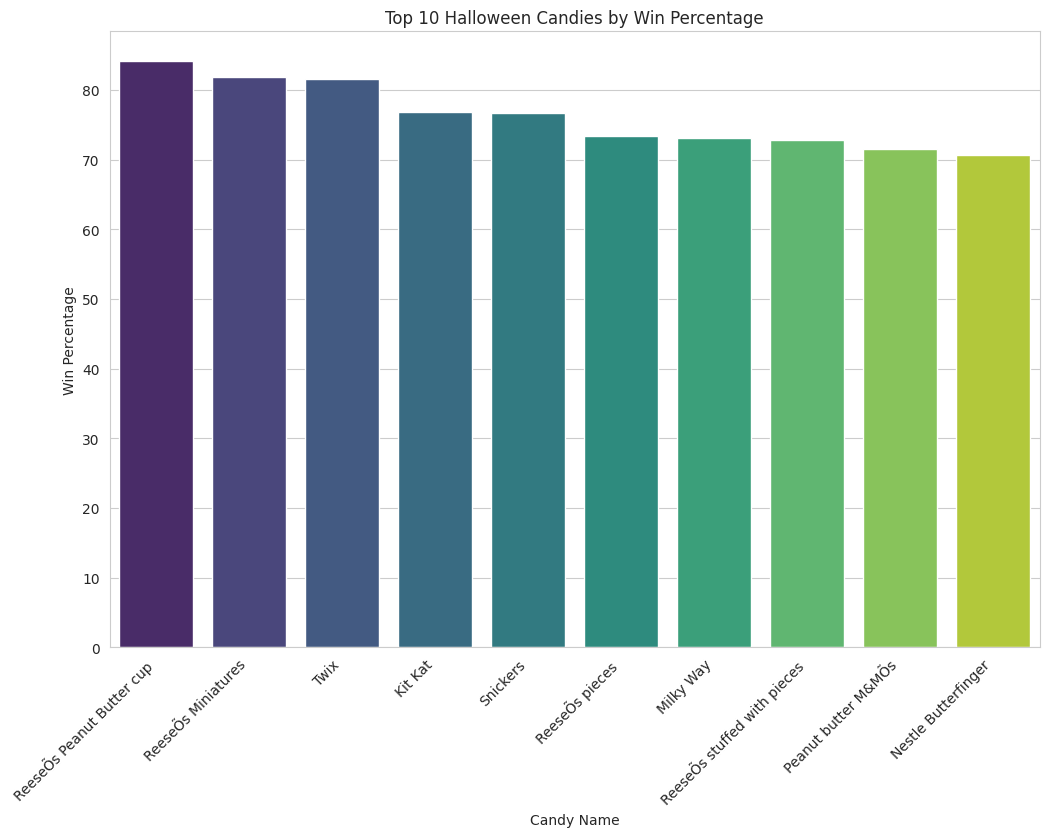 Top 10 Halloween Candies by Win Percentage
80
70
60
50
40
30
20
10
0
Win Percentage
ReeseÕs Peanut Butter cup
ReeseÕs Miniatures
Twix
Kit Kat
Snickers
ReeseÕs pieces
Milky Way
ReeseÕs stuffed with pieces
Peanut butter M&MÕs
Nestle Butterfinger
Candy Name